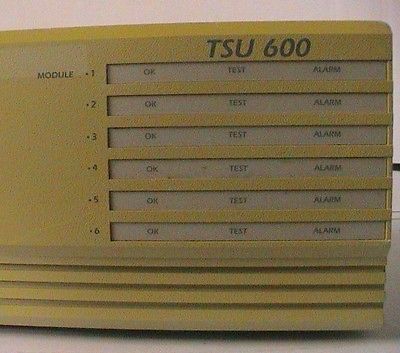 TSU 600
MODULE •1 OK TEST ALARM
•2 OK TEST ALARM
•3 OK TEST ALARM
•4 OK TEST ALARM
•5 OK TEST ALARM
•6 OK TEST ALARM